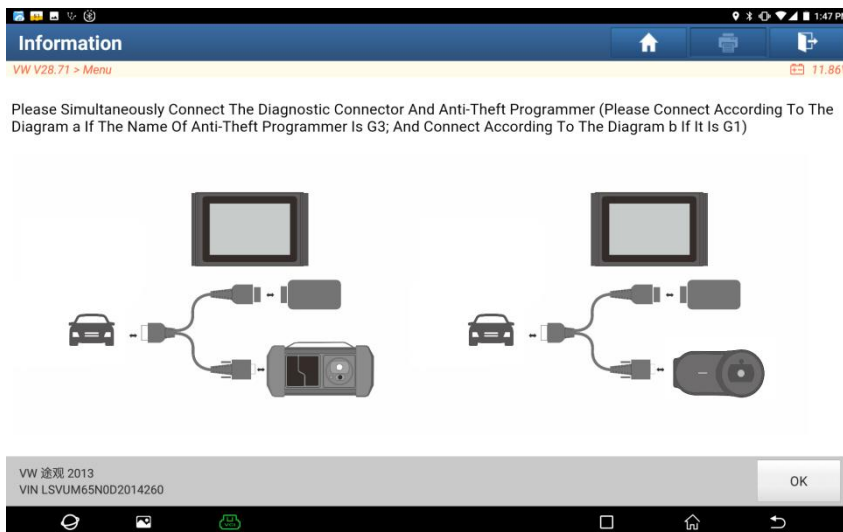 1:47 PM
Information
VW V28.71 > Menu
11.86
Please Simultaneously Connect The Diagnostic Connector And Anti-Theft Programmer (Please Connect According To The
Diagram a If The Name Of Anti-Theft Programmer Is G3; And Connect According To The Diagram b If It Is G1)
VW 途观 2013
VIN LSVUM65N0D2014260
OK